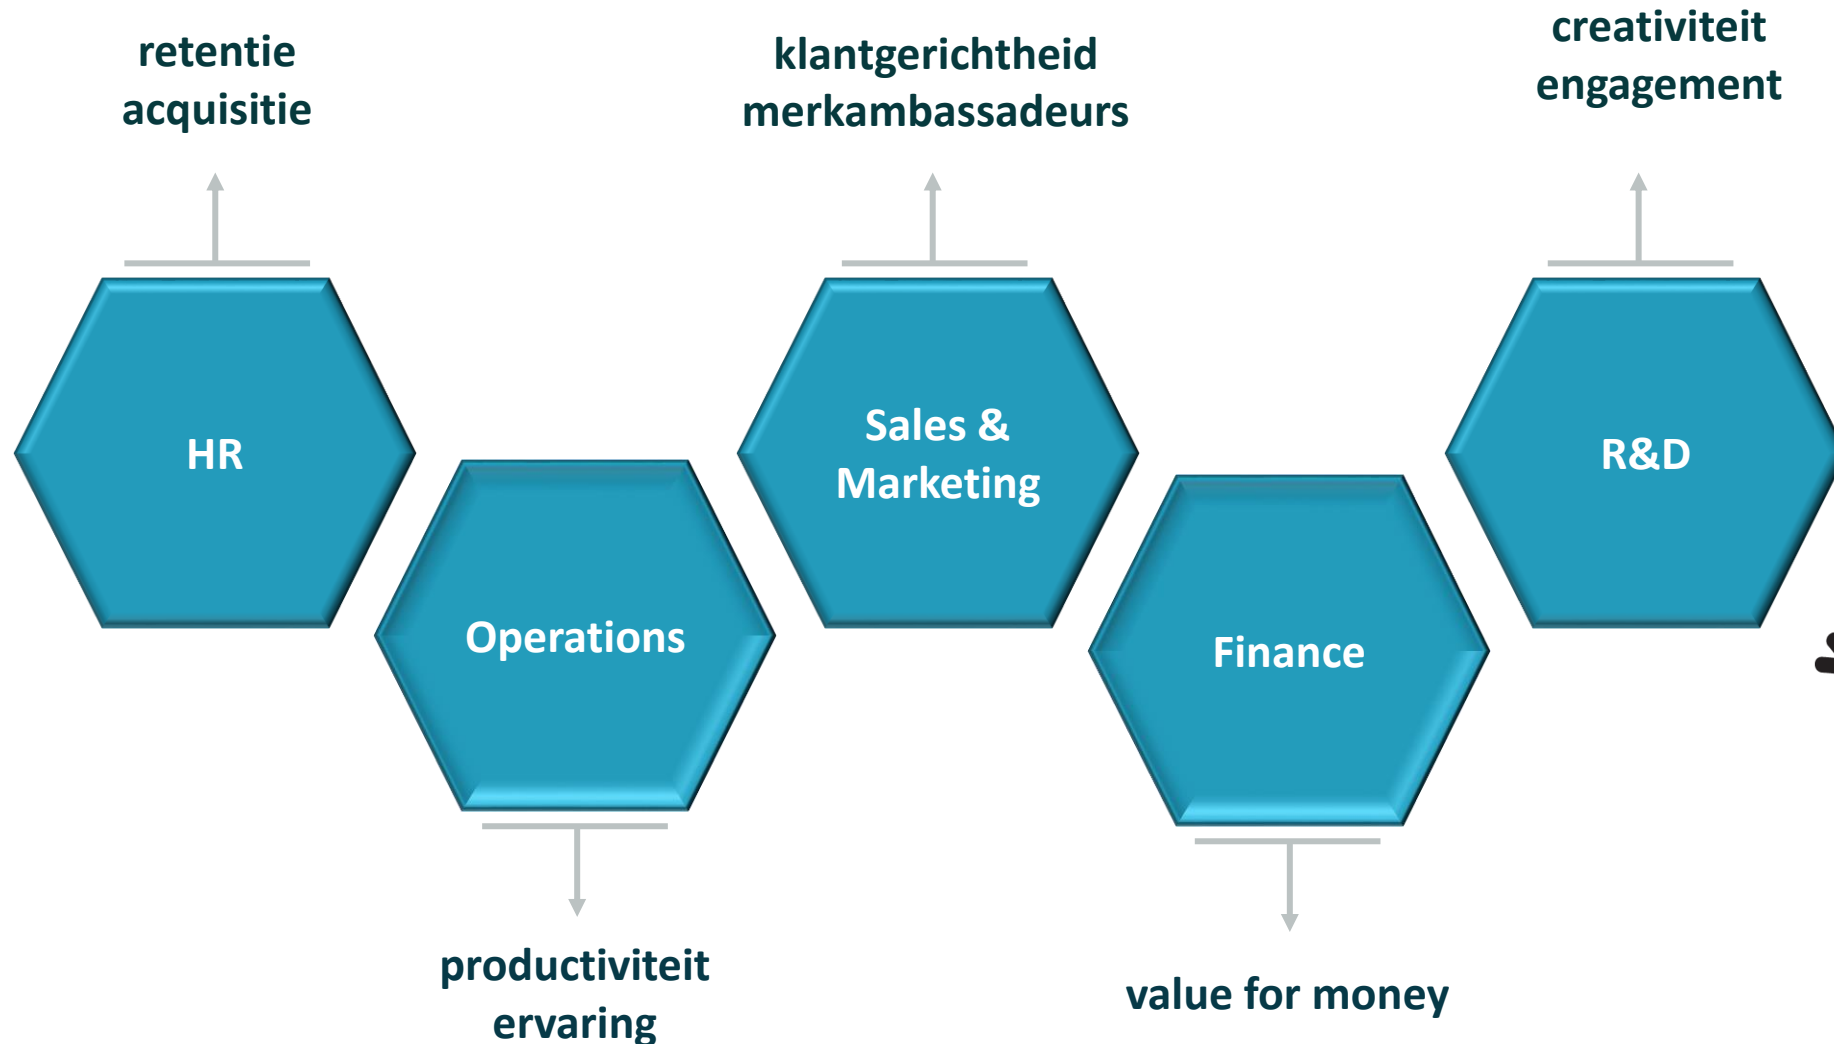 retentie
acquisitie
klantgerichtheid
merkambassadeurs
creativiteit
engagement
HR
Sales &
Marketing
R&D
Operations
Finance
productiviteit
ervaring
value for money